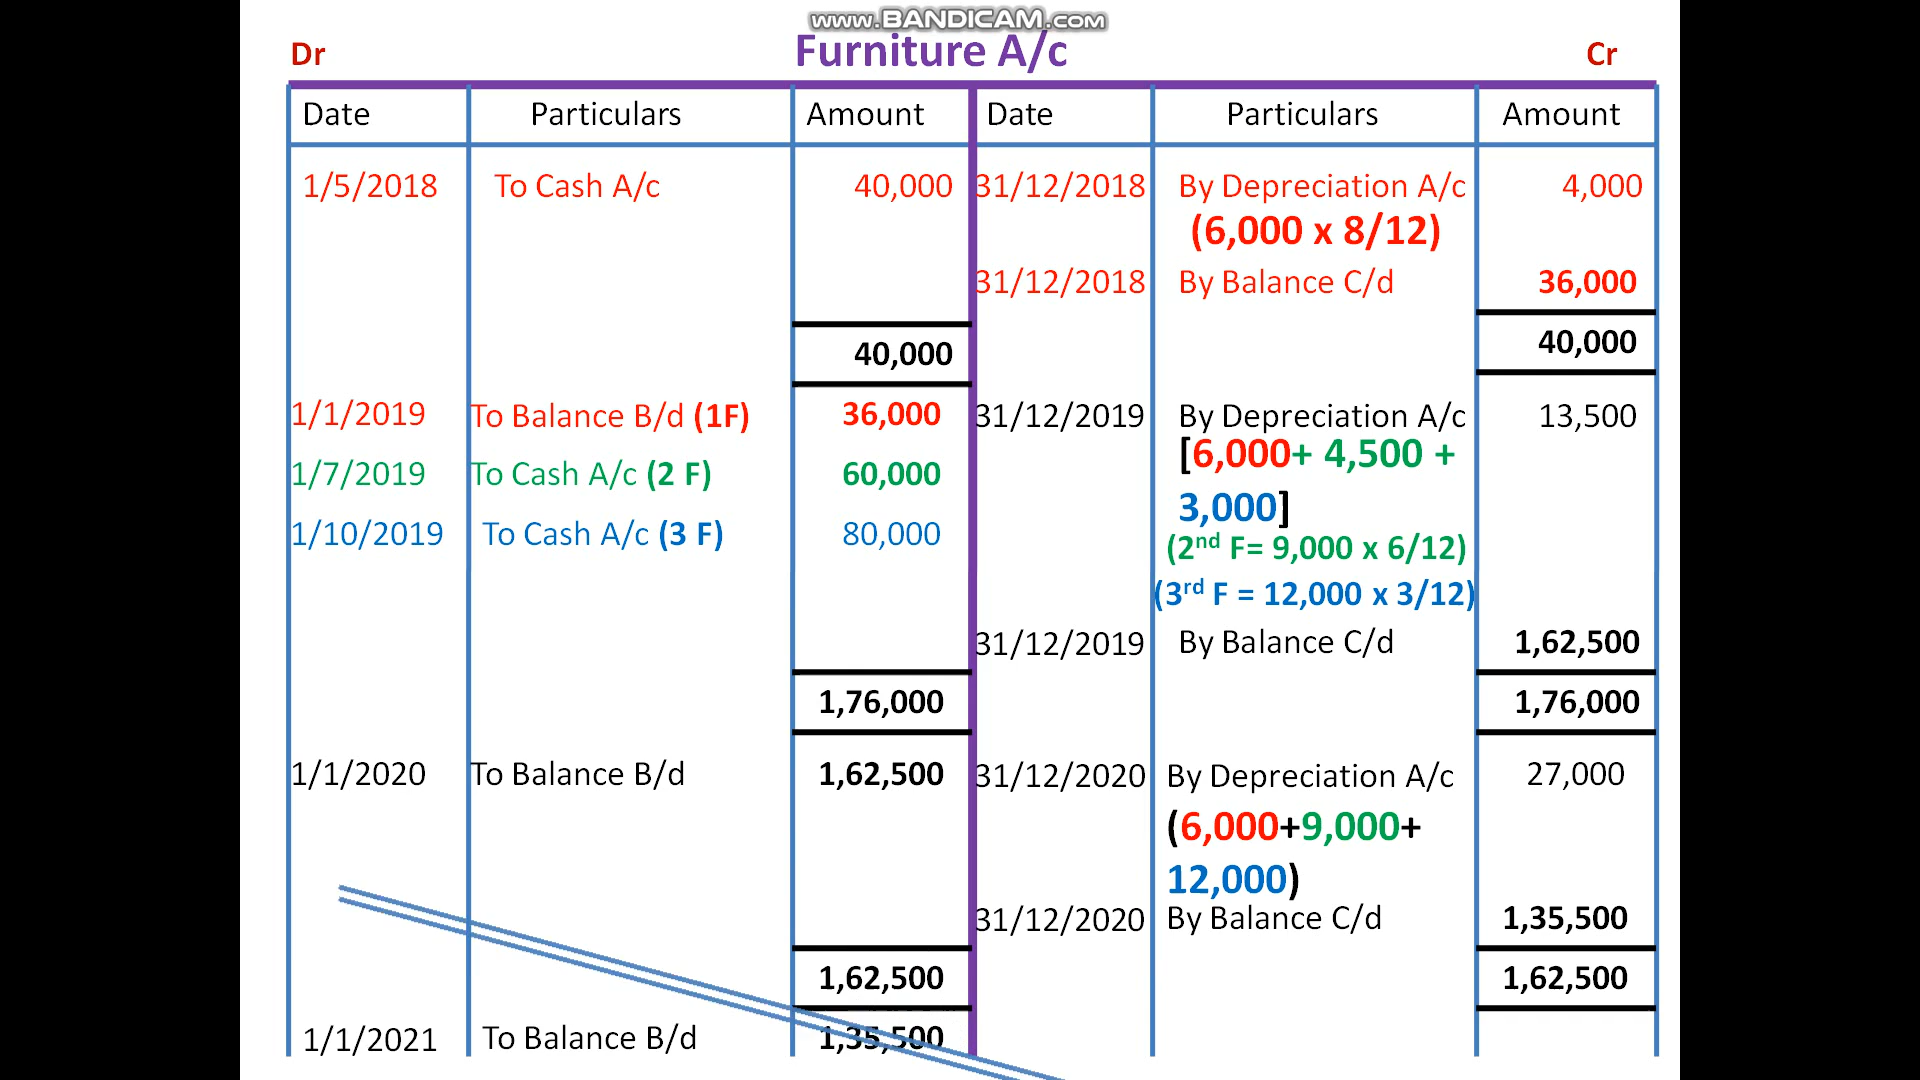 www.BANDICAM.com
Dr Furniture A/c Cr
Date Particulars Amount Date Particulars Amount
1/5/2018 To Cash A/c 40,000 31/12/2018 By Depreciation A/c 4,000
(6,000 x 8/12)
31/12/2018 By Balance C/d 36,000
40,000 40,000
1/1/2019 To Balance B/d (1F) 36,000 31/12/2019 By Depreciation A/c 13,500
1/7/2019 To Cash A/c (2 F) 60,000 [6,000+ 4,500 +
3,000]
1/10/2019 To Cash A/c (3 F) 80,000 (2nd F= 9,000 x 6/12)
(3rd F = 12,000 x 3/12)
31/12/2019 By Balance C/d 1,62,500
1,76,000 1,76,000
1/1/2020 To Balance B/d 1,62,500 31/12/2020 By Depreciation A/c 27,000
(6,000+9,000+
12,000)
31/12/2020 By Balance C/d 1,35,500
1,62,500 1,62,500
1/1/2021 To Balance B/d 1,35,500